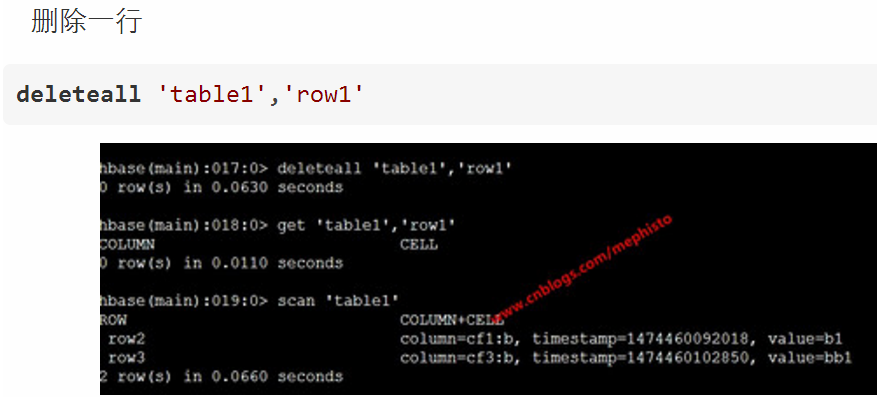 删除一行
deleteall 'table1','row1'
hbase(main):017:0> deleteall 'table1','row1'
0 row(s) in 0.0630 seconds
hbase(main):018:0> get 'table1','row1'
COLUMN CELL
0 row(s) in 0.0110 seconds
hbase(main):019:0> scan 'table1'
ROW COLUMN+CELL
row2 column=cf1:b, timestamp=1474460092018, value=b1
row3 column=cf3:b, timestamp=1474460102850, value=bb1
2 row(s) in 0.0660 seconds
www.cnblogs.com/mephisto